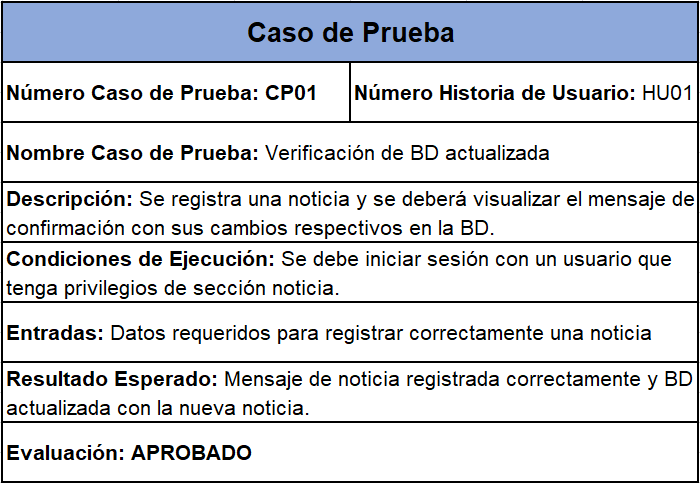 Caso de Prueba
Número Caso de Prueba: CP01
Número Historia de Usuario: HU01
Nombre Caso de Prueba: Verificación de BD actualizada
Descripción: Se registra una noticia y se deberá visualizar el mensaje de
confirmación con sus cambios respectivos en la BD.
Condiciones de Ejecución: Se debe iniciar sesión con un usuario que
tenga privilegios de sección noticia.
Entradas: Datos requeridos para registrar correctamente una noticia
Resultado Esperado: Mensaje de noticia registrada correctamente y BD
actualizada con la nueva noticia.
Evaluación: APROBADO